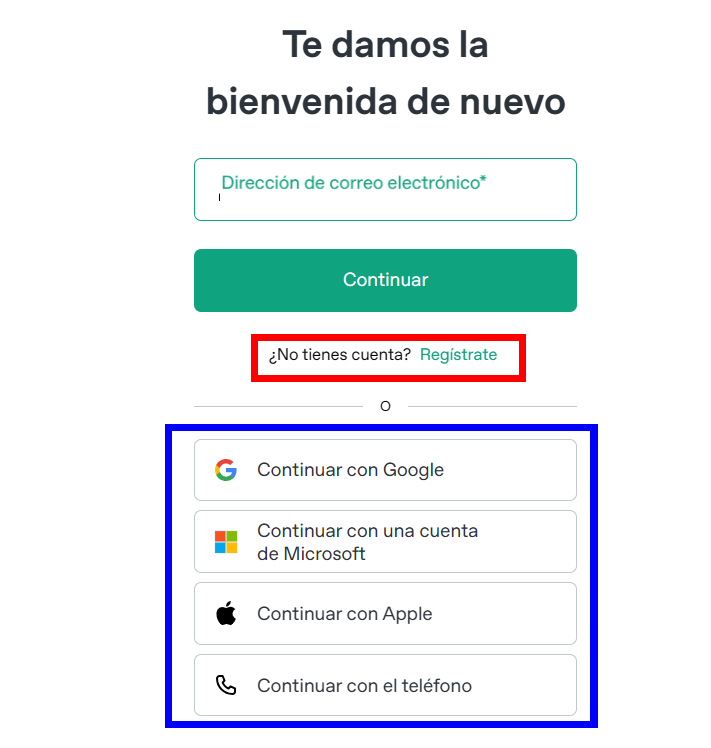 Te damos la
bienvenida de nuevo
Dirección de correo electrónico*
Continuar
¿No tienes cuenta? Regístrate
O
Continuar con Google
Continuar con una cuenta
de Microsoft
Continuar con Apple
Continuar con el teléfono